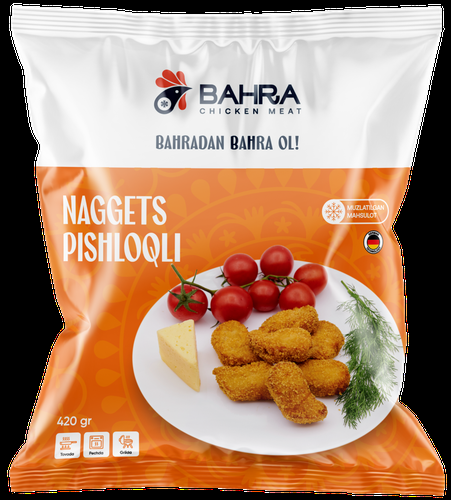 BAHRA
CHICKEN MEAT
BAHRADAN BAHRA OL!
NAGGETS
PISHLOQLI
MUZLATILGAN
MAHSULOT
420 gr
Tovada
Pechda
Grilda